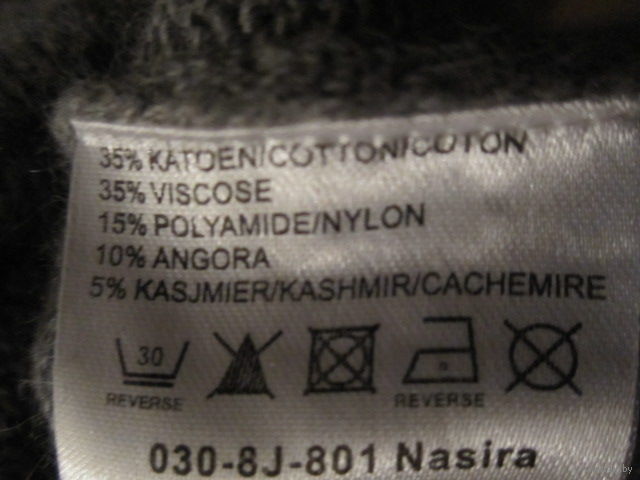 35% KATOEN/COTTON/COTON
35% VISCOSE
15% POLYAMIDE/NYLON
10% ANGORA
5% KASJMIER/KASHMIR/CACHEMIRE
30
REVERSE REVERSE
030-8J-801 Nasira